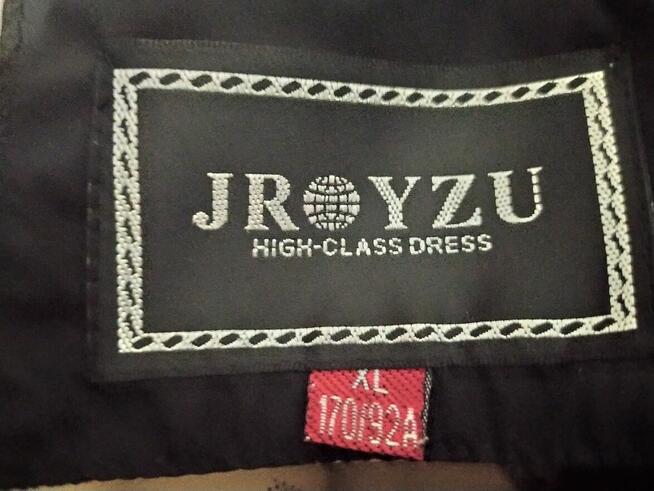 JROYZU
HIGH-CLASS DRESS
XL
170/92A